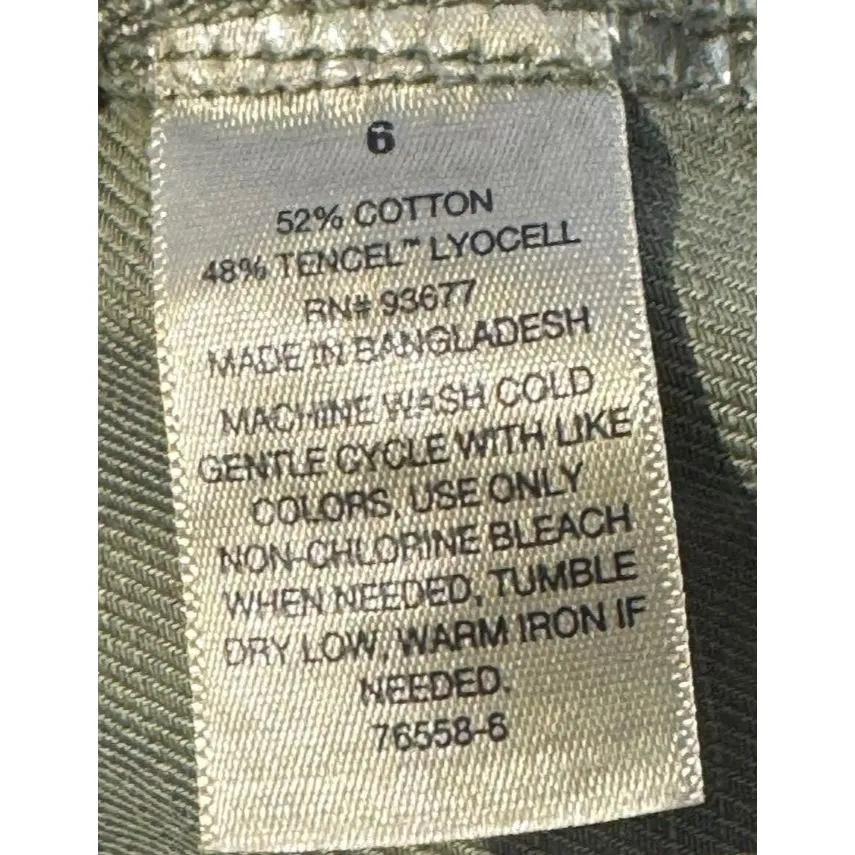 6
52% COTTON
48% TENCEL™ LYOCELL
RN# 93677
MADE IN BANGLADESH
MACHINE WASH COLD
GENTLE CYCLE WITH LIKE
COLORS, USE ONLY
NON-CHLORINE BLEACH
WHEN NEEDED, TUMBLE
DRY LOW, WARM IRON IF
NEEDED.
76558-6